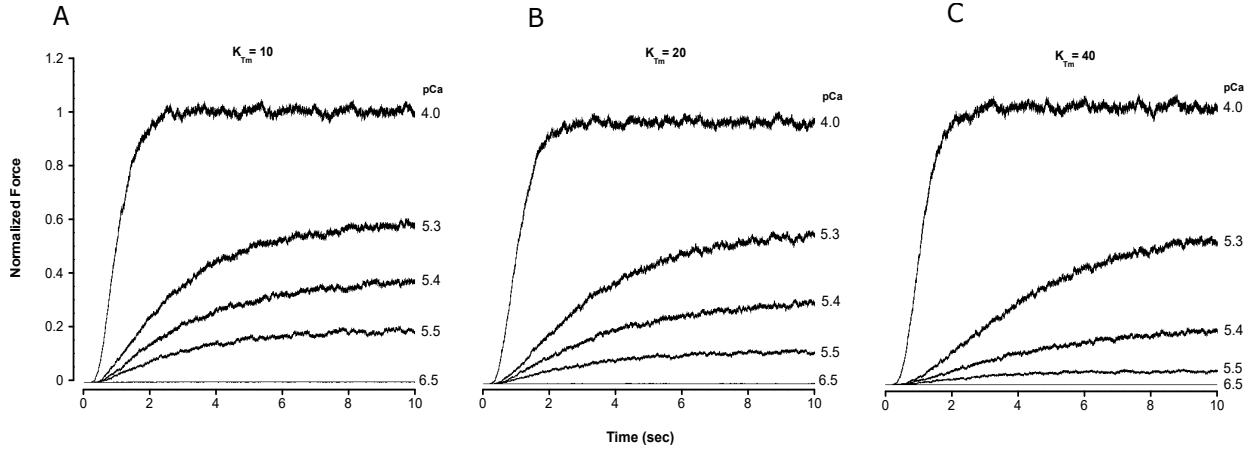 A
K_Tm = 10
pCa
4.0
5.3
5.4
5.5
6.5
1.2
1
0.8
0.6
0.4
0.2
0
Normalized Force
0 2 4 6 8 10
B
K_Tm = 20
pCa
4.0
5.3
5.4
5.5
6.5
0 2 4 6 8 10
Time (sec)
C
K_Tm = 40
pCa
4.0
5.3
5.4
5.5
6.5
0 2 4 6 8 10